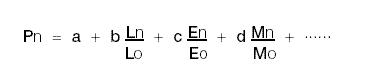 Pn = a + b Ln/Lo + c En/Eo + d Mn/Mo + ......